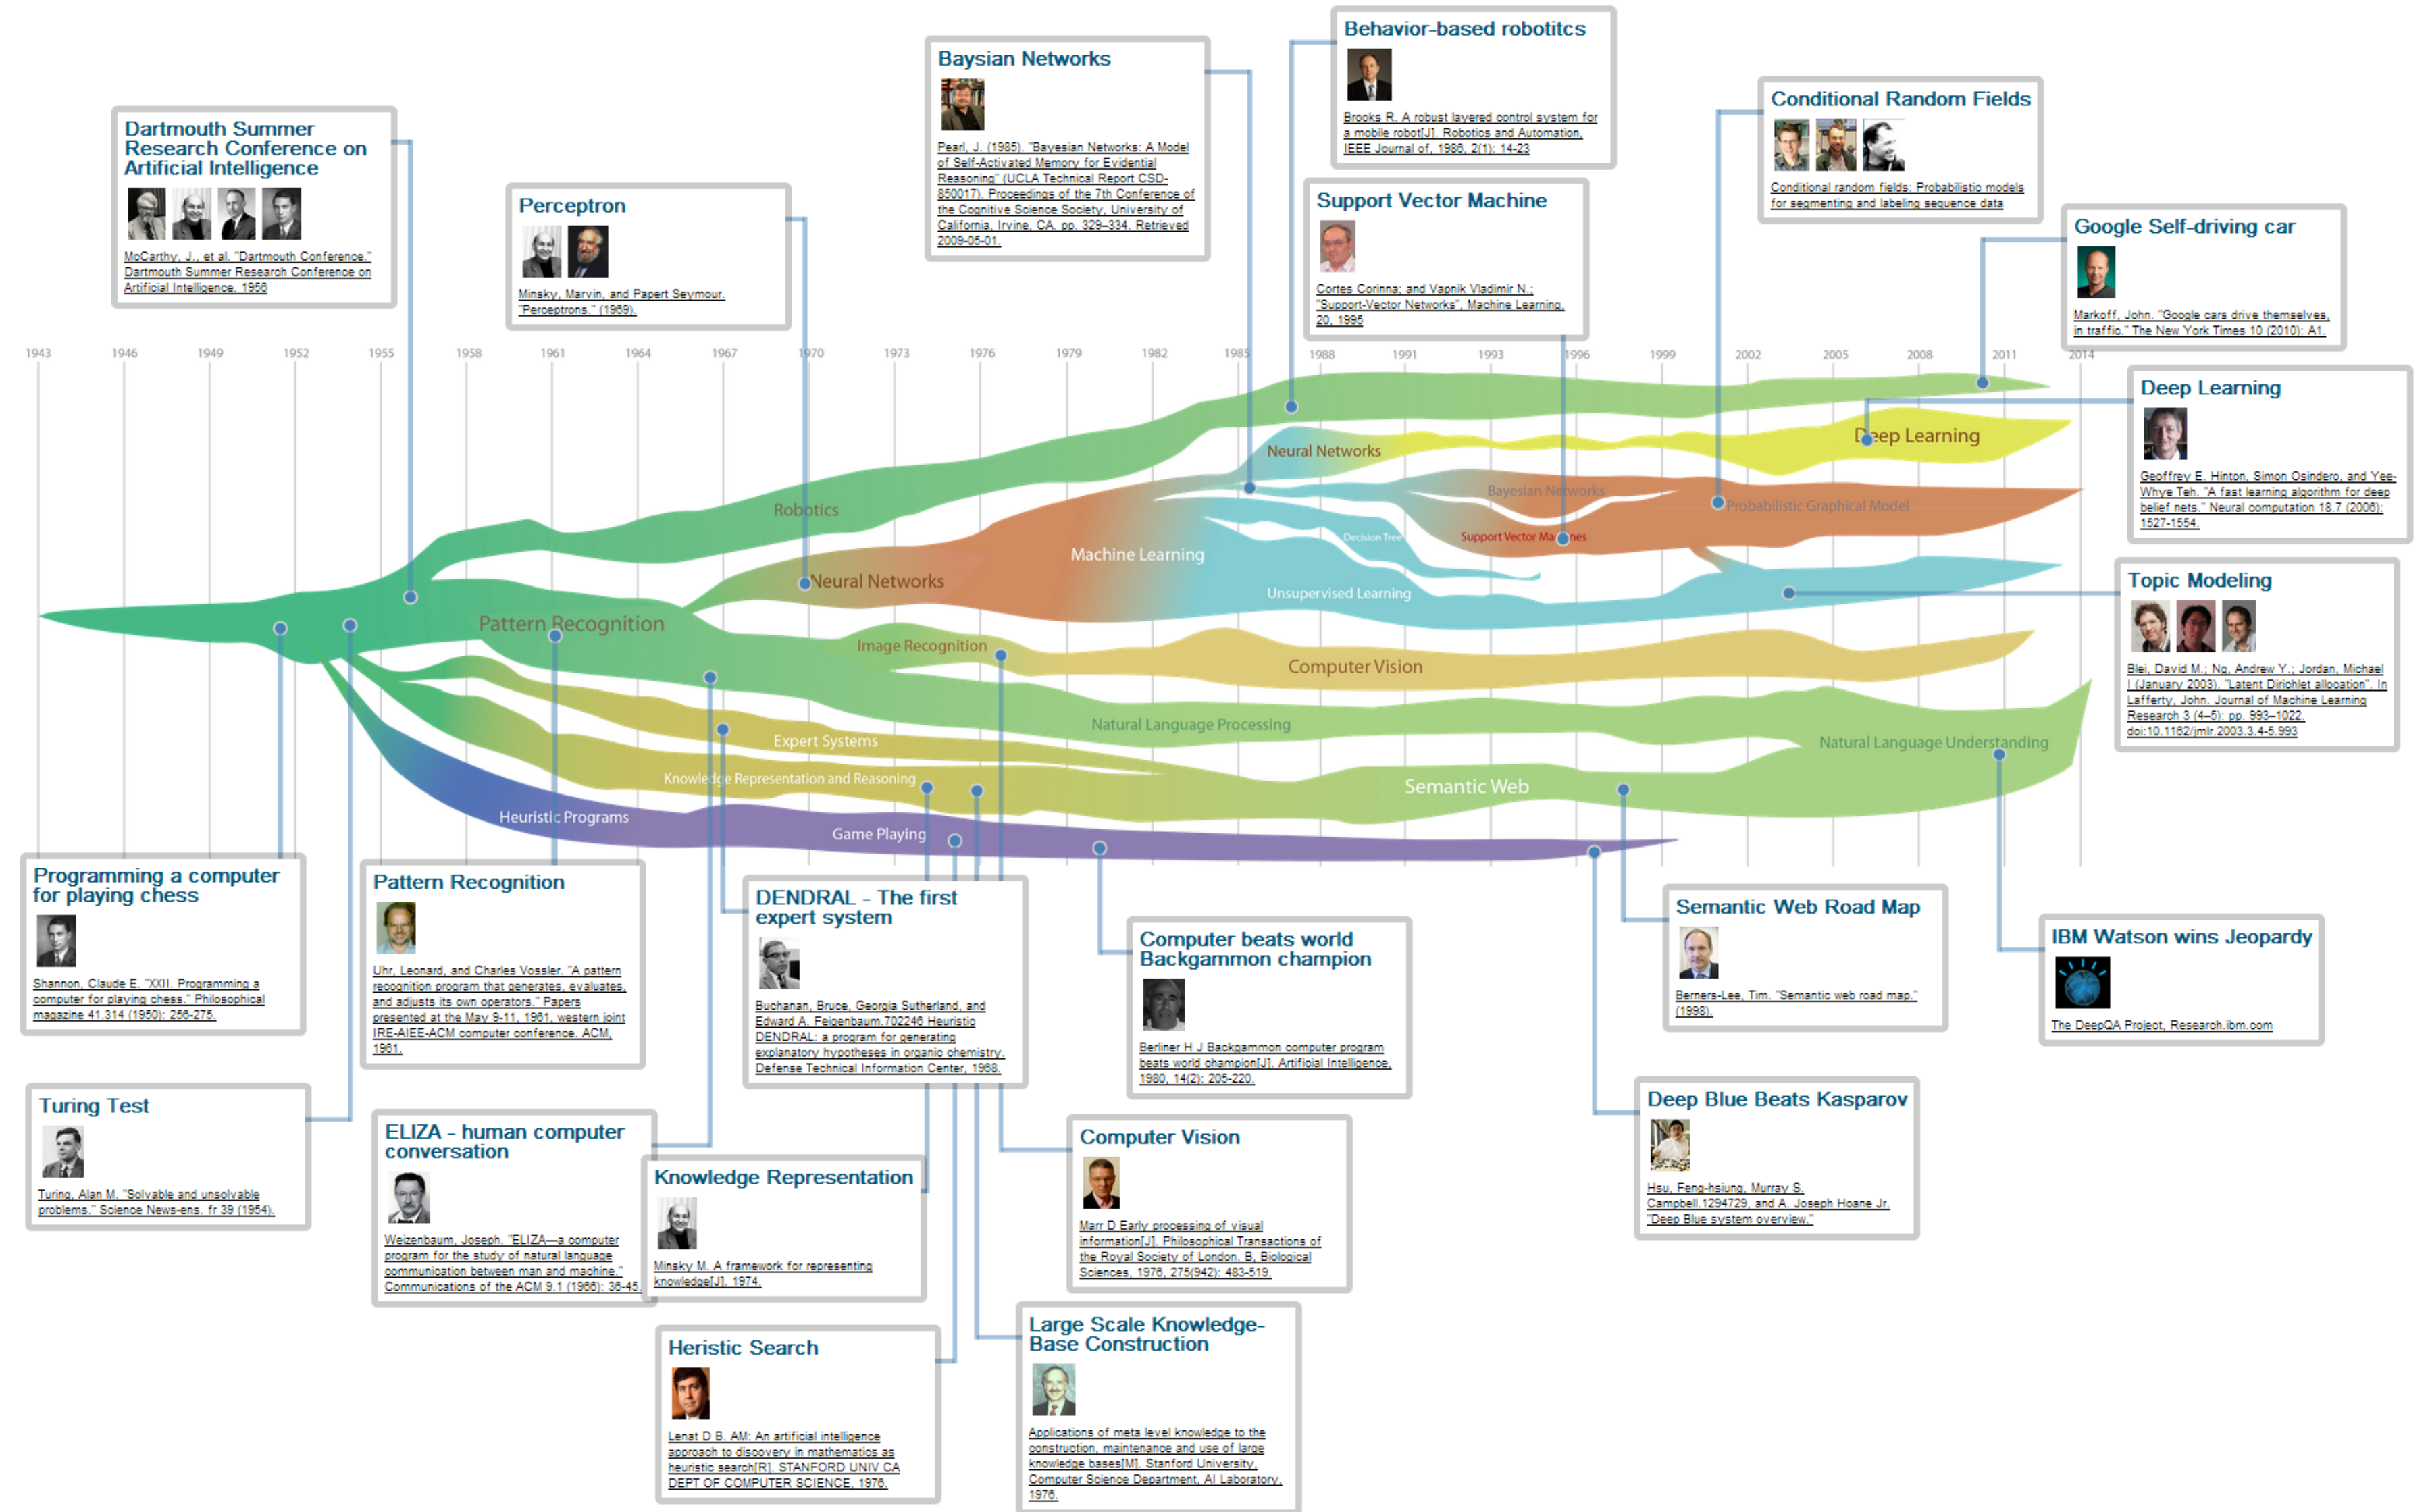 Behavior-based robotitcs
Brooks R. A robust layered control system for
a mobile robot[J]. Robotics and Automation,
IEEE Journal of, 1986, 2(1): 14-23
Baysian Networks
Pearl, J. (1985). "Bayesian Networks: A Model
of Self-Activated Memory for Evidential
Reasoning" (UCLA Technical Report CSD-
850017). Proceedings of the 7th Conference of
the Cognitive Science Society, University of
California, Irvine, CA. pp. 329–334. Retrieved
2009-05-01.
Conditional Random Fields
Conditional random fields: Probabilistic models
for segmenting and labeling sequence data
Dartmouth Summer
Research Conference on
Artificial Intelligence
McCarthy, J., et al. "Dartmouth Conference."
Dartmouth Summer Research Conference on
Artificial Intelligence. 1956
Perceptron
Minsky, Marvin, and Papert Seymour.
"Perceptrons." (1969).
Support Vector Machine
Cortes Corinna; and Vapnik Vladimir N.;
"Support-Vector Networks", Machine Learning,
20, 1995
Google Self-driving car
Markoff, John. "Google cars drive themselves,
in traffic." The New York Times 10 (2010): A1.
1943 1946 1949 1952 1955 1958 1961 1964 1967 1970 1973 1976 1979 1982 1985 1988 1991 1993 1996 1999 2002 2005 2008 2011 2014
Deep Learning
Geoffrey E. Hinton, Simon Osindero, and Yee-
Whye Teh. "A fast learning algorithm for deep
belief nets." Neural computation 18.7 (2006):
1527-1554.
Deep Learning
Neural Networks
Bayesian Networks
Probabilistic Graphical Model
Robotics
Decision Tree
Support Vector Machines
Machine Learning
Neural Networks
Unsupervised Learning
Topic Modeling
Blei, David M.; Ng, Andrew Y.; Jordan, Michael
I (January 2003). "Latent Dirichlet allocation". In
Lafferty, John. Journal of Machine Learning
Research 3 (4–5): pp. 993–1022.
doi:10.1162/jmlr.2003.3.4-5.993
Pattern Recognition
Image Recognition
Computer Vision
Natural Language Processing
Expert Systems
Natural Language Understanding
Knowledge Representation and Reasoning
Semantic Web
Heuristic Programs
Game Playing
Programming a computer
for playing chess
Shannon, Claude E. "XXII. Programming a
computer for playing chess." Philosophical
magazine 41.314 (1950): 256-275.
Pattern Recognition
Uhr, Leonard, and Charles Vossler. "A pattern
recognition program that generates, evaluates,
and adjusts its own operators." Papers
presented at the May 9-11, 1961, western joint
IRE-AIEE-ACM computer conference. ACM,
1961.
DENDRAL - The first
expert system
Buchanan, Bruce, Georgia Sutherland, and
Edward A. Feigenbaum.702246 Heuristic
DENDRAL: a program for generating
explanatory hypotheses in organic chemistry.
Defense Technical Information Center, 1968.
Computer beats world
Backgammon champion
Berliner H J Backgammon computer program
beats world champion[J]. Artificial Intelligence,
1980, 14(2): 205-220.
Semantic Web Road Map
Berners-Lee, Tim. "Semantic web road map."
(1998).
IBM Watson wins Jeopardy
The DeepQA Project, Research.ibm.com
Turing Test
Turing, Alan M. "Solvable and unsolvable
problems." Science News-ens. fr 39 (1954).
ELIZA - human computer
conversation
Weizenbaum, Joseph. "ELIZA—a computer
program for the study of natural language
communication between man and machine."
Communications of the ACM 9.1 (1966): 36-45.
Knowledge Representation
Minsky M. A framework for representing
knowledge[J]. 1974.
Computer Vision
Marr D Early processing of visual
information[J]. Philosophical Transactions of
the Royal Society of London. B, Biological
Sciences, 1976, 275(942): 483-519.
Deep Blue Beats Kasparov
Hsu, Feng-hsiung, Murray S.
Campbell.1294729, and A. Joseph Hoane Jr.
"Deep Blue system overview."
Heristic Search
Lenat D B. AM: An artificial intelligence
approach to discovery in mathematics as
heuristic search[R]. STANFORD UNIV CA
DEPT OF COMPUTER SCIENCE, 1976.
Large Scale Knowledge-
Base Construction
Applications of meta level knowledge to the
construction, maintenance and use of large
knowledge bases[M]. Stanford University,
Computer Science Department, AI Laboratory,
1976.